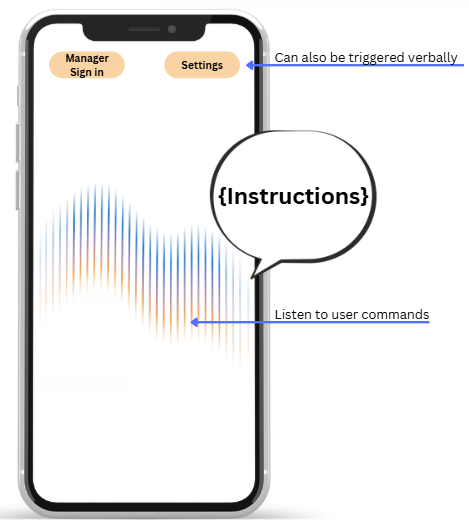 Manager
Sign in
Settings
Can also be triggered verbally
{Instructions}
Listen to user commands